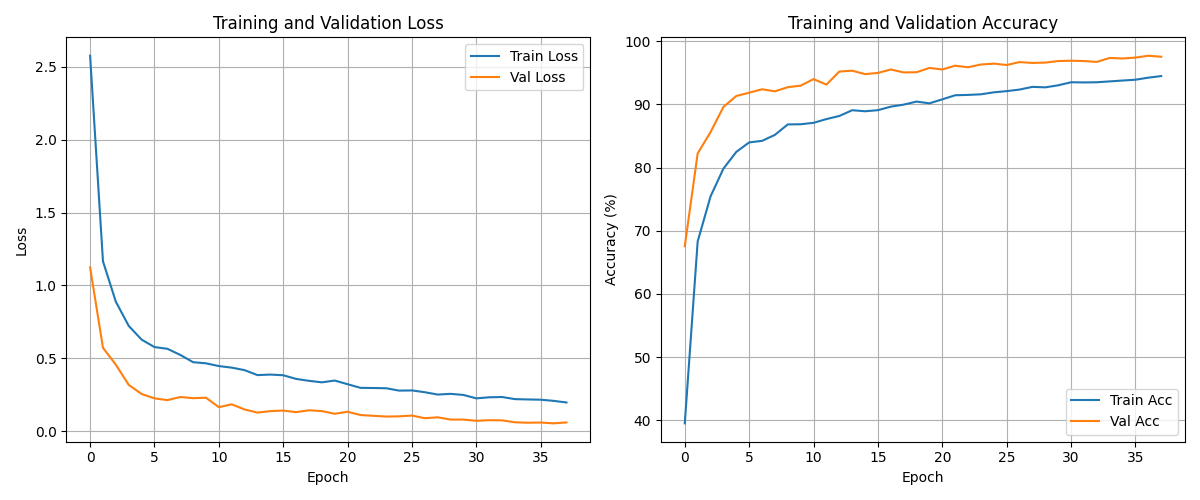 Training and Validation Loss
Train Loss
Val Loss
2.5
2.0
1.5
1.0
0.5
0.0
Loss
0 5 10 15 20 25 30 35
Epoch
Training and Validation Accuracy
100
90
80
70
60
50
40
Accuracy (%)
Train Acc
Val Acc
0 5 10 15 20 25 30 35
Epoch